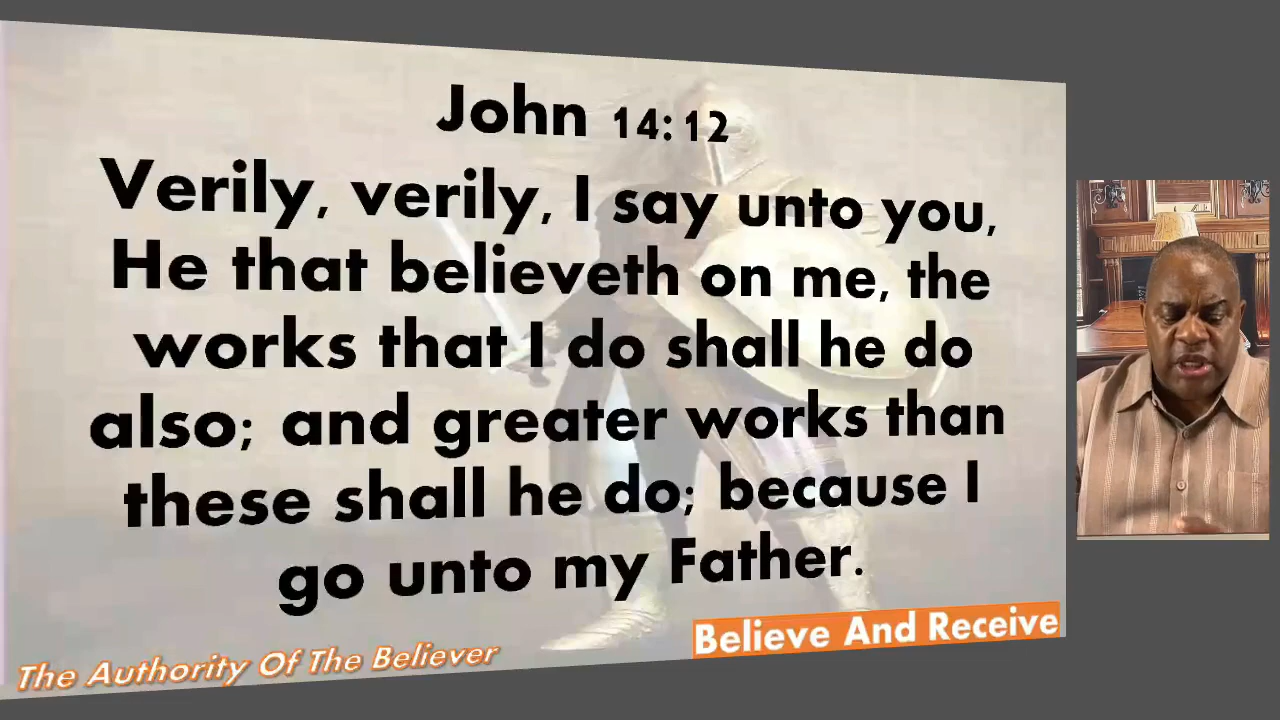 John 14:12
Verily, verily, I say unto you,
He that believeth on me, the
works that I do shall he do
also; and greater works than
these shall he do; because I
go unto my Father.
The Authority Of The Believer
Believe And Receive